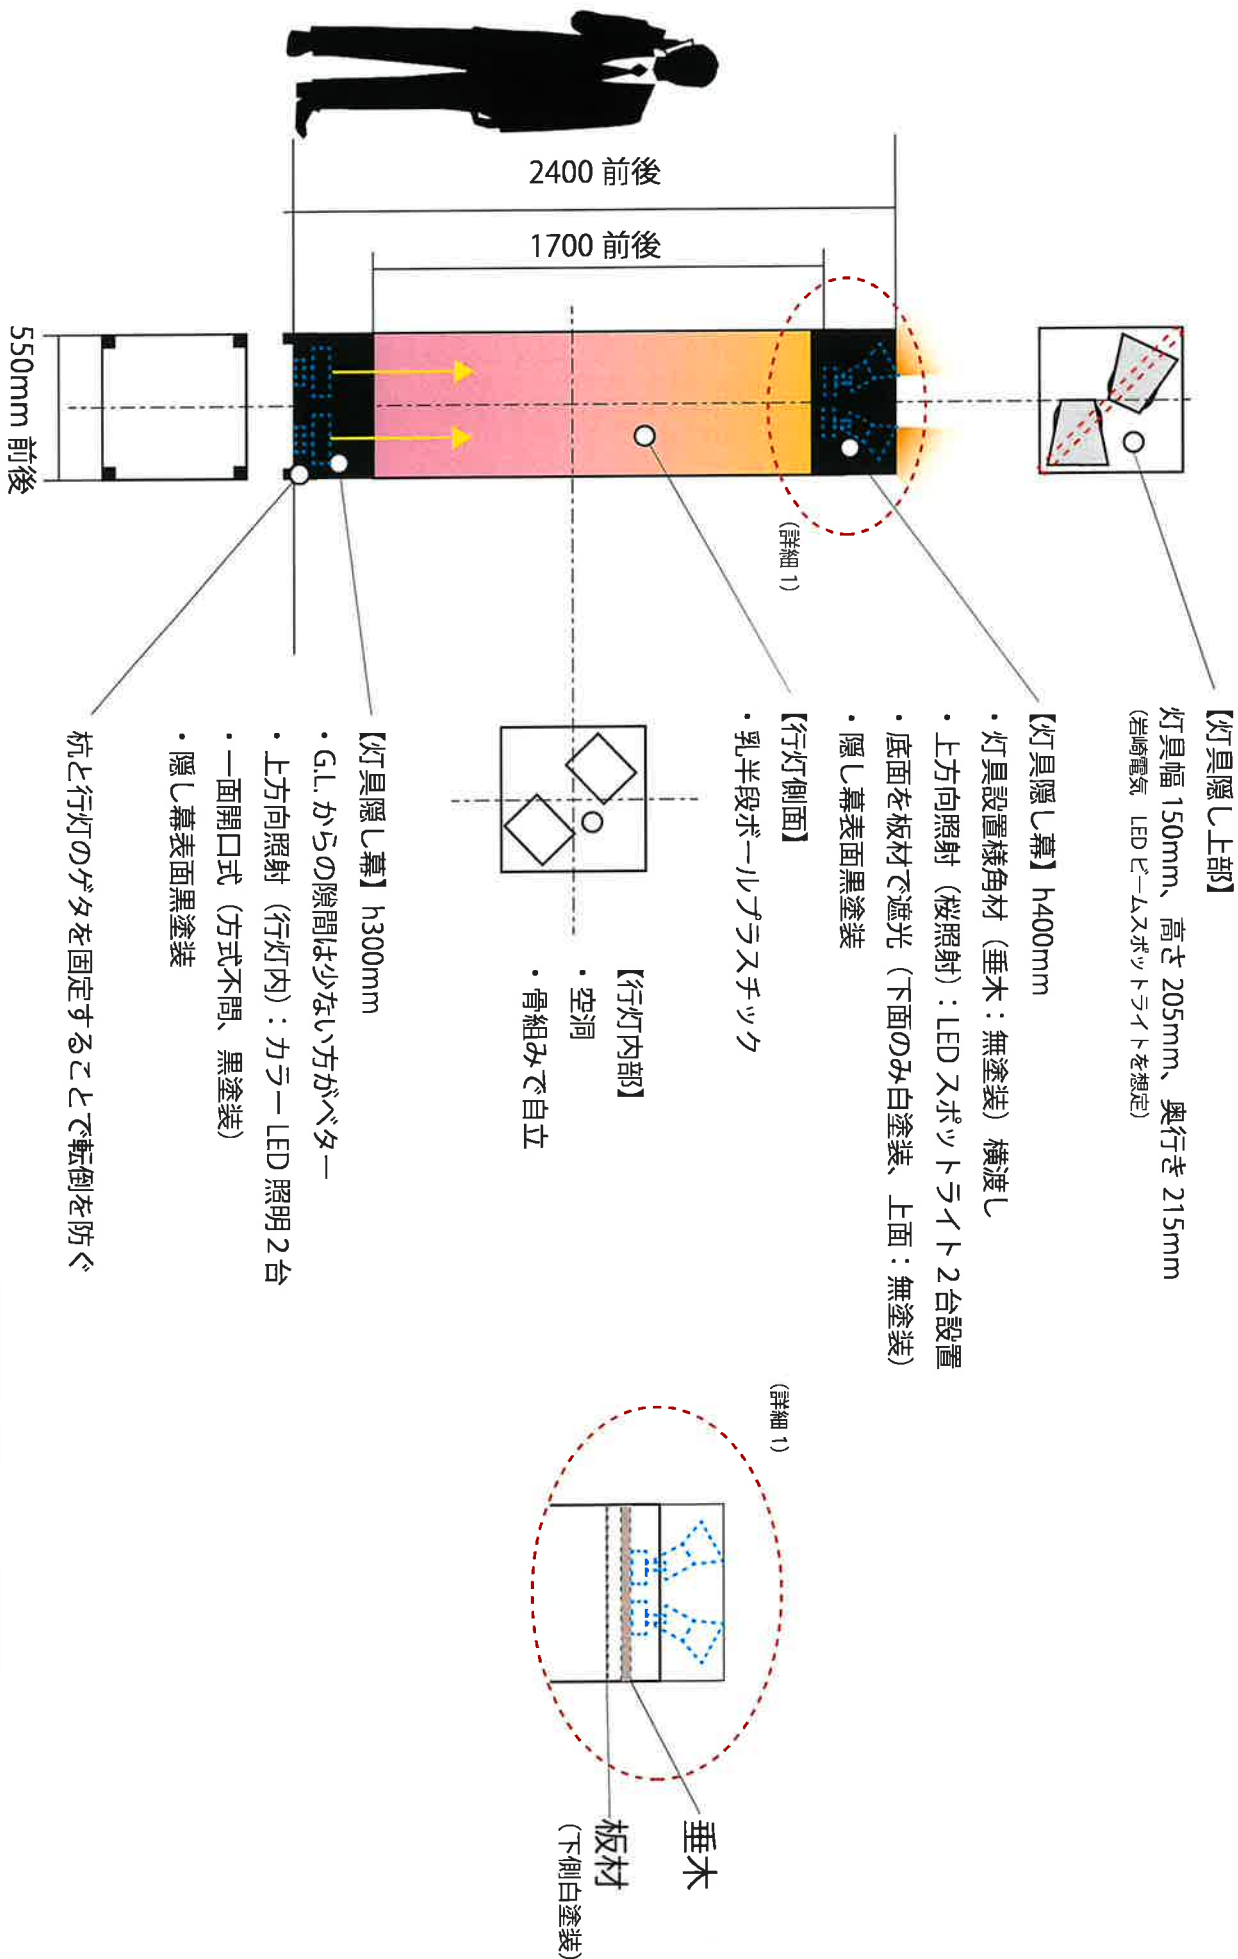 【灯具隠し上部】
灯具幅 150mm、高さ 205mm、奥行き 215mm
（岩崎電気　LED ビームスポットライトを想定）
【灯具隠し幕】h400mm
・灯具設置様角材（垂木：無塗装）横渡し
・上方向照射（桜照射）：LED スポットライト 2 台設置
・底面を板材で遮光（下面のみ白塗装、上面：無塗装）
・隠し幕表面黒塗装
（詳細 1）
【行灯側面】
・乳半段ボールプラスチック
【行灯内部】
・空洞
・骨組みで自立
【灯具隠し幕】h300mm
・G.L. からの隙間は少ない方がベター
・上方向照射（行灯内）：カラー LED 照明２台
・一面開口式（方式不問、黒塗装）
・隠し幕表面黒塗装
杭と行灯のゲタを固定することで転倒を防ぐ
2400 前後
1700 前後
550mm 前後
（詳細 1）
垂木
板材
（下側白塗装）